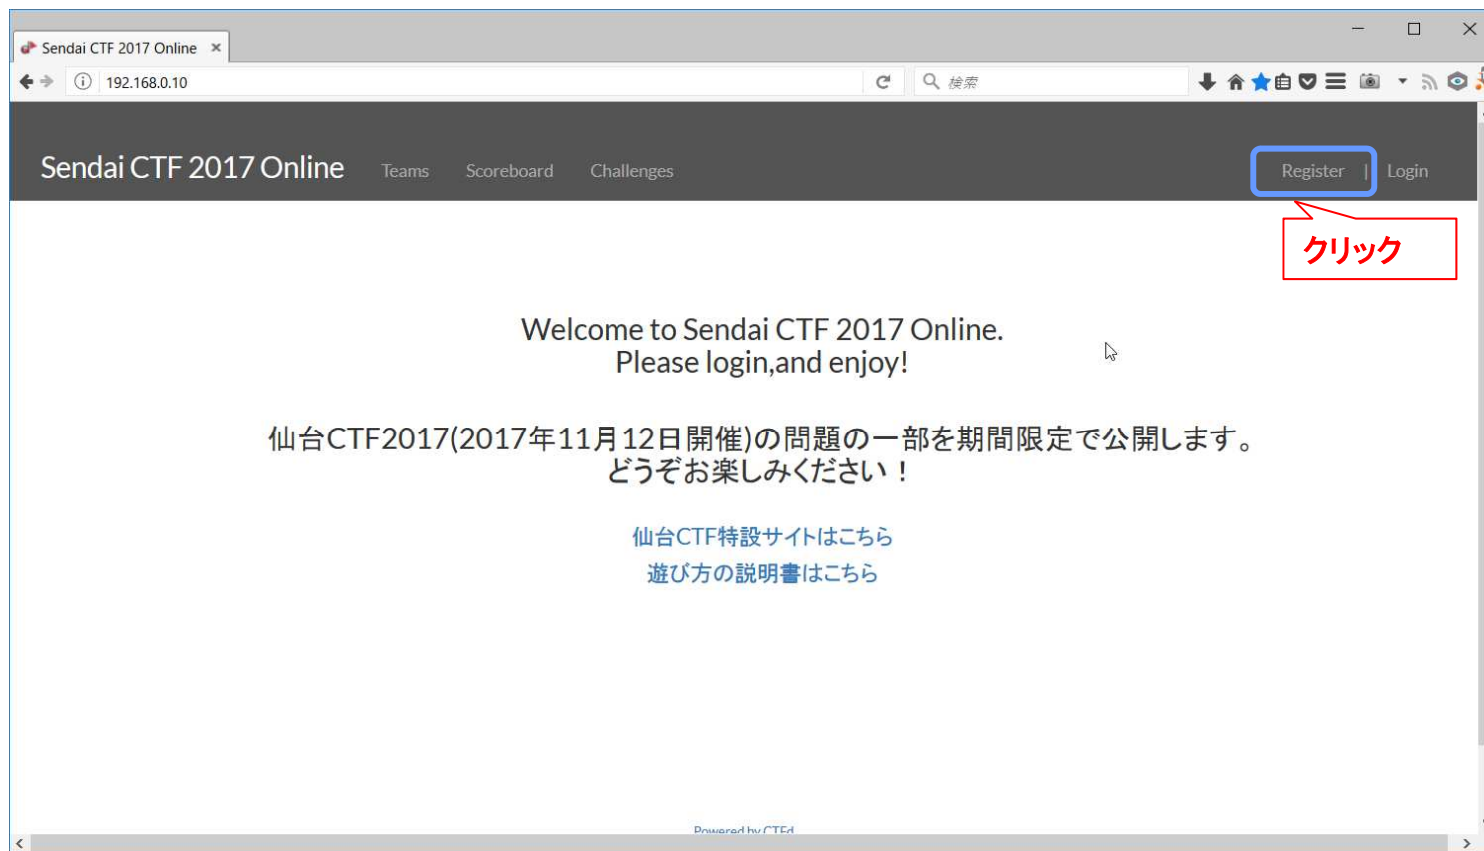 Sendai CTF 2017 Online
192.168.0.10
検索
Sendai CTF 2017 Online Teams Scoreboard Challenges Register | Login
クリック
Welcome to Sendai CTF 2017 Online.
Please login,and enjoy!
仙台CTF2017(2017年11月12日開催)の問題の一部を期間限定で公開します。
どうぞお楽しみください！
仙台CTF特設サイトはこちら
遊び方の説明書はこちら
Powered by CTFd